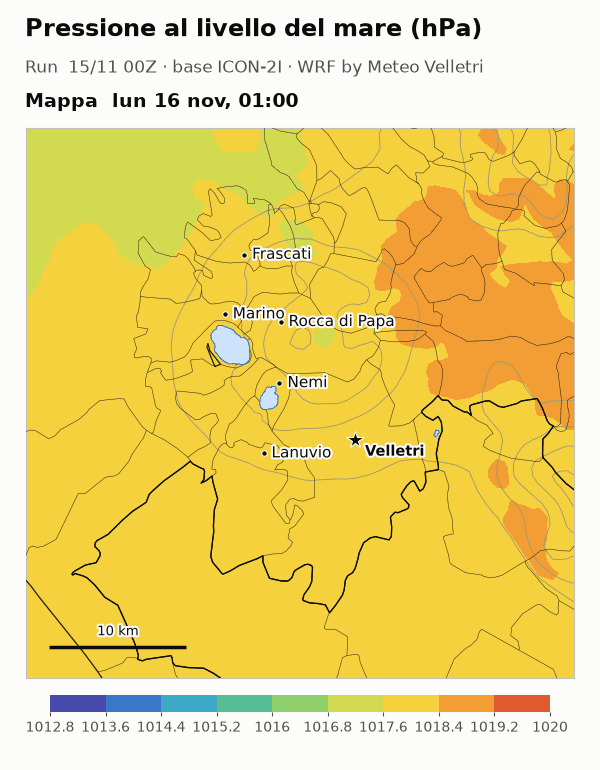 Pressione al livello del mare (hPa)
Run  15/11 00Z · base ICON-2I · WRF by Meteo Velletri
Mappa  lun 16 nov, 01:00
Frascati
Marino
Rocca di Papa
Nemi
Velletri
Lanuvio
10 km
1012.8 1013.6 1014.4 1015.2 1016 1016.8 1017.6 1018.4 1019.2 1020